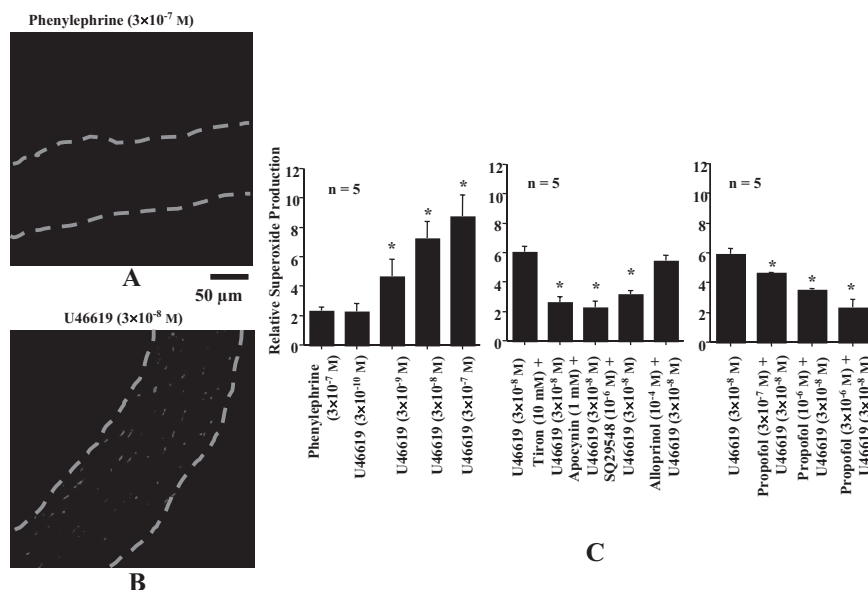 Phenylephrine (3×10-7 M)
A
50 µm
U46619 (3×10-8 M)
B
Relative Superoxide Production
12
10
8
6
4
2
0
n = 5
*
*
*
Phenylephrine
(3×10-7 M)
U46619 (3×10-10 M)
U46619 (3×10-9 M)
U46619 (3×10-8 M)
U46619 (3×10-7 M)
12
10
8
6
4
2
0
n = 5
*
*
*
U46619 (3×10-8 M)
Tiron (10 mM) +
U46619 (3×10-8 M)
Apocynin (1 mM) +
U46619 (3×10-8 M)
SQ29548 (10-6 M) +
U46619 (3×10-8 M)
Alloprinol (10-4 M) +
U46619 (3×10-8 M)
12
10
8
6
4
2
0
n = 5
*
*
*
U46619 (3×10-8 M)
Propofol (3×10-7 M) +
U46619 (3×10-8 M)
Propofol (10-6 M) +
U46619 (3×10-8 M)
Propofol (3×10-6 M) +
U46619 (3×10-8 M)
C